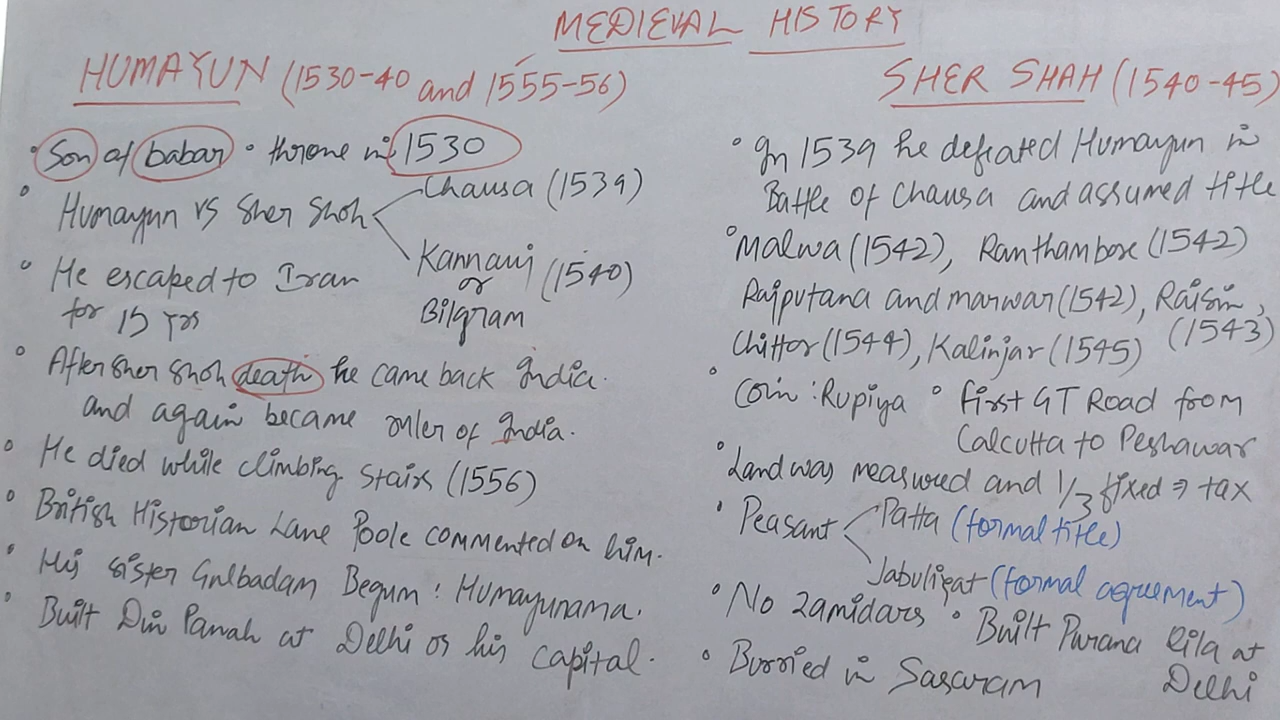 MEDIEVAL HISTORY
HUMAYUN (1530-40 and 1555-56)
• Son of babar • throne in 1530
• Humayun vs Sher Shoh
Chausa (1539)
Kannauj or Bilgram (1540)
• He escaped to Iran
for 15 yrs
• After sher shoh death he came back India.
and again became ruler of India.
• He died while climbing stairs (1556)
• British Historian Lane Poole commented on him.
• His sister Gulbadam Begum : Humayunama.
• Built Din Panah at Delhi as his capital.
SHER SHAH (1540-45)
• In 1539 he defeated Humayun in
Battle of Chausa and assumed title
• Malwa (1542), Ranthambore (1542)
Rajputana and marwar (1542), Raisin,
Chittor (1544), Kalinjar (1545) (1543)
• Coin : Rupiya • first GT Road from
Calcutta to Peshawar
• Land was measured and 1/3 fixed ⇒ tax
• Peasant
Patta (formal title)
Jabuliyat (formal agreement)
• No zamidars • Built Purana Qila at
Delhi
• Burried in Sasaram